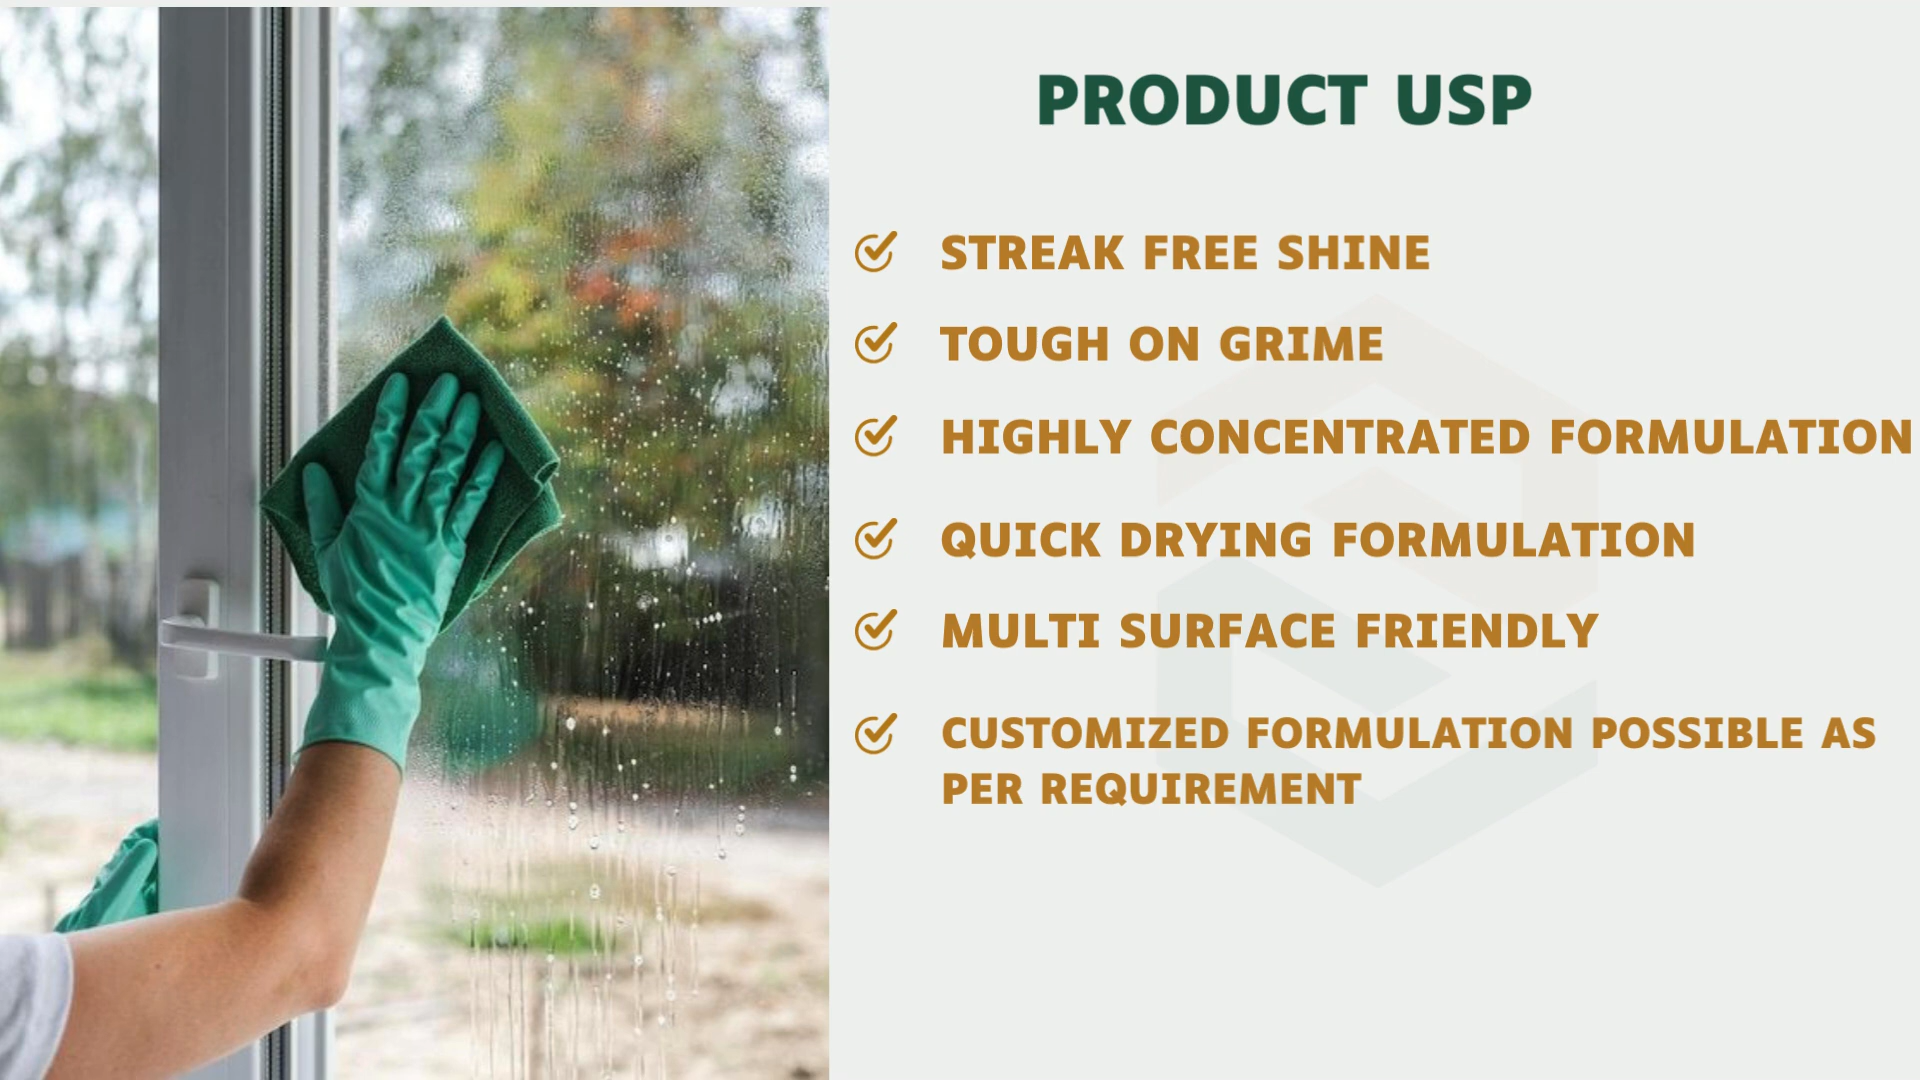 PRODUCT USP
STREAK FREE SHINE
TOUGH ON GRIME
HIGHLY CONCENTRATED FORMULATION
QUICK DRYING FORMULATION
MULTI SURFACE FRIENDLY
CUSTOMIZED FORMULATION POSSIBLE AS
PER REQUIREMENT